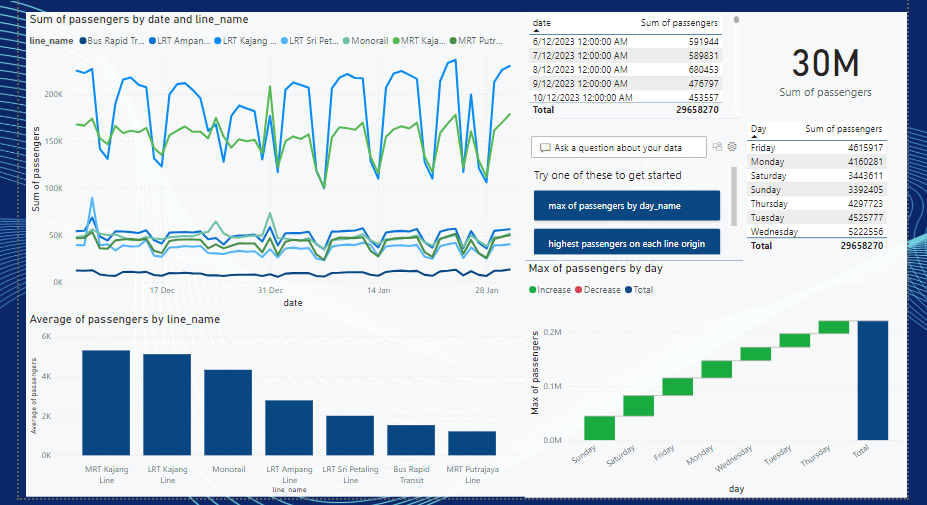 Sum of passengers by date and line_name
line_name Bus Rapid Tr... LRT Ampan... LRT Kajang ... LRT Sri Pet... Monorail MRT Kaja... MRT Putr...
Sum of passengers
200K
100K
50K
0K
17 Dec 31 Dec 14 Jan 28 Jan
date
Average of passengers by line_name
Average of passengers
6K
4K
2K
0K
MRT Kajang Line
LRT Kajang Line
Monorail
LRT Ampang Line
LRT Sri Petaling Line
Bus Rapid Transit
MRT Putrajaya Line
line_name
date Sum of passengers
6/12/2023 12:00:00 AM 591944
7/12/2023 12:00:00 AM 589831
8/12/2023 12:00:00 AM 680453
9/12/2023 12:00:00 AM 476797
10/12/2023 12:00:00 AM 453557
Total 29658270
30M
Sum of passengers
Ask a question about your data
Try one of these to get started
max of passengers by day_name
highest passengers on each line origin
Day Sum of passengers
Friday 4615917
Monday 4160281
Saturday 3443611
Sunday 3392405
Thursday 4297723
Tuesday 4525777
Wednesday 5222556
Total 29658270
Max of passengers by day
Increase Decrease Total
Max of passengers
0.2M
0.1M
0.0M
Sunday Saturday Friday Monday Wednesday Tuesday Thursday Total
day